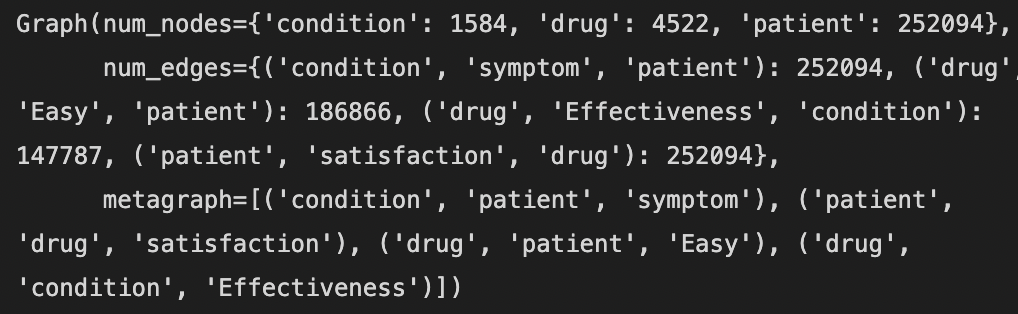 Graph(num_nodes={'condition': 1584, 'drug': 4522, 'patient': 252094},
      num_edges={('condition', 'symptom', 'patient'): 252094, ('drug',
'Easy', 'patient'): 186866, ('drug', 'Effectiveness', 'condition'):
147787, ('patient', 'satisfaction', 'drug'): 252094},
      metagraph=[('condition', 'patient', 'symptom'), ('patient',
'drug', 'satisfaction'), ('drug', 'patient', 'Easy'), ('drug',
'condition', 'Effectiveness')])